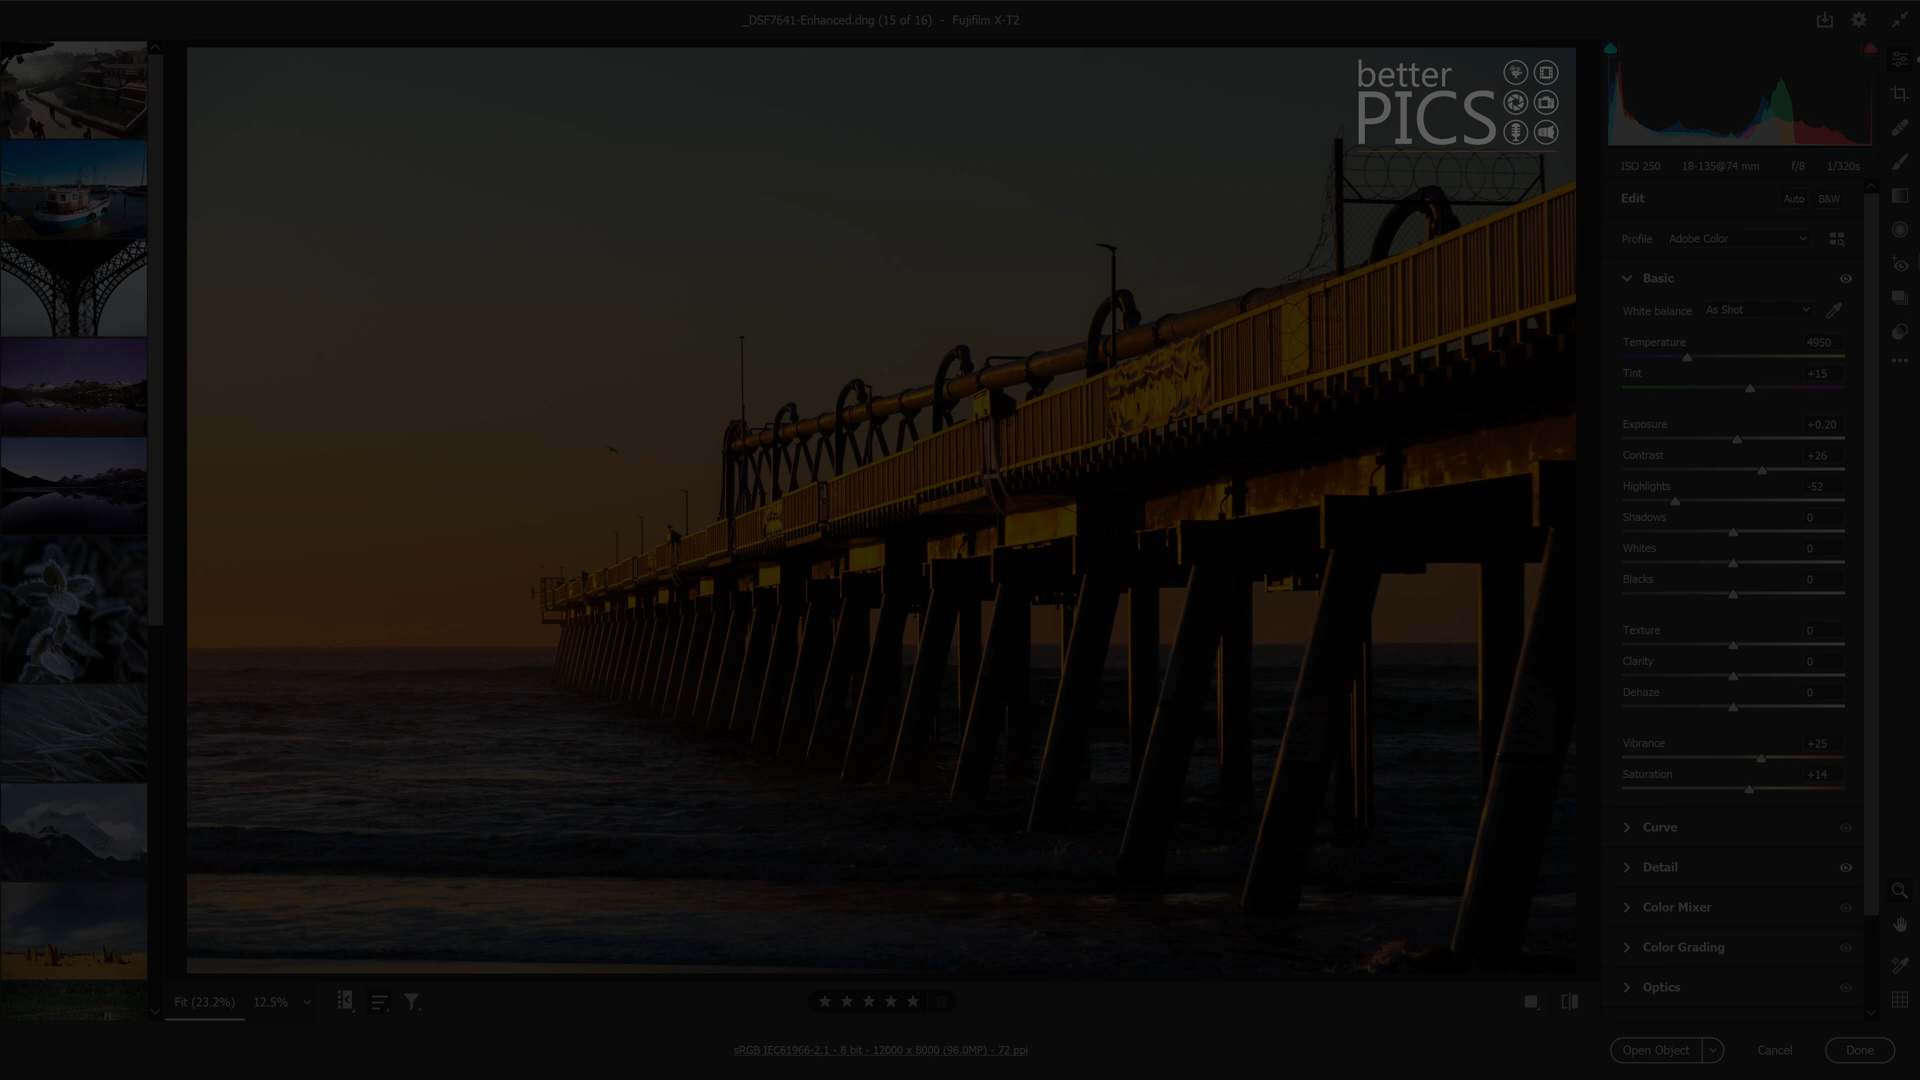 _DSF7641-Enhanced.dng (15 of 16) - Fujifilm X-T2
better
PICS
ISO 250 18-135@74 mm f/8 1/320s
Edit Auto B&W
Profile Adobe Color
Basic
White balance As Shot
Temperature 4950
Tint +15
Exposure +0.20
Contrast +26
Highlights -52
Shadows 0
Whites 0
Blacks 0
Texture 0
Clarity 0
Dehaze 0
Vibrance +25
Saturation +14
Curve
Detail
Color Mixer
Color Grading
Optics
Fit (23.2%) 12.5%
sRGB IEC61966-2.1 - 8 bit - 12000 x 8000 (96.0MP) - 72 ppi
Open Object Cancel Done